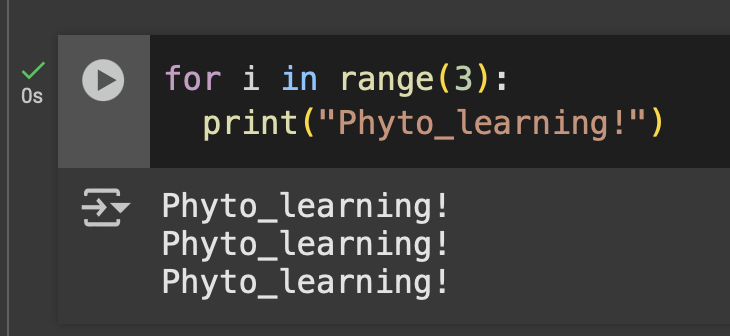 for i in range(3):
  print("Phyto_learning!")
0s
Phyto_learning!
Phyto_learning!
Phyto_learning!